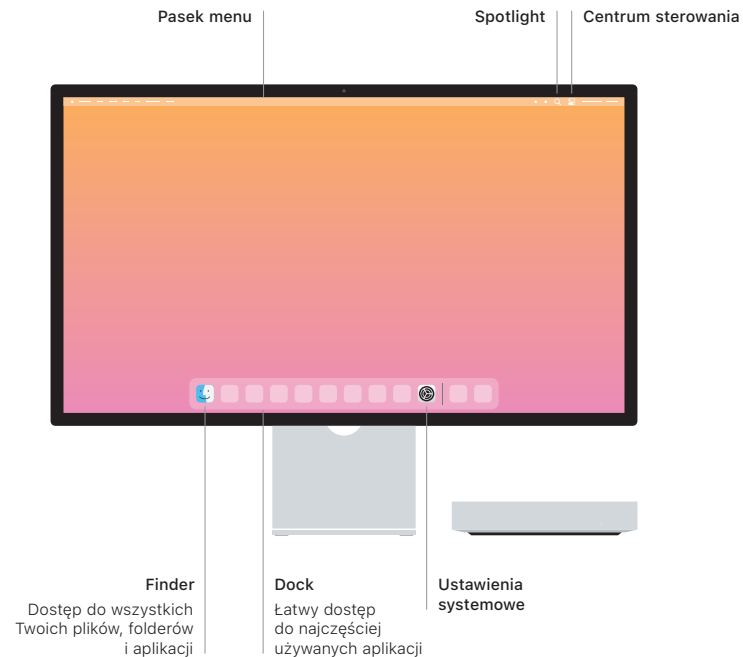 Pasek menu
Spotlight
Centrum sterowania
Finder
Dostęp do wszystkich
Twoich plików, folderów
i aplikacji
Dock
Łatwy dostęp
do najczęściej
używanych aplikacji
Ustawienia
systemowe